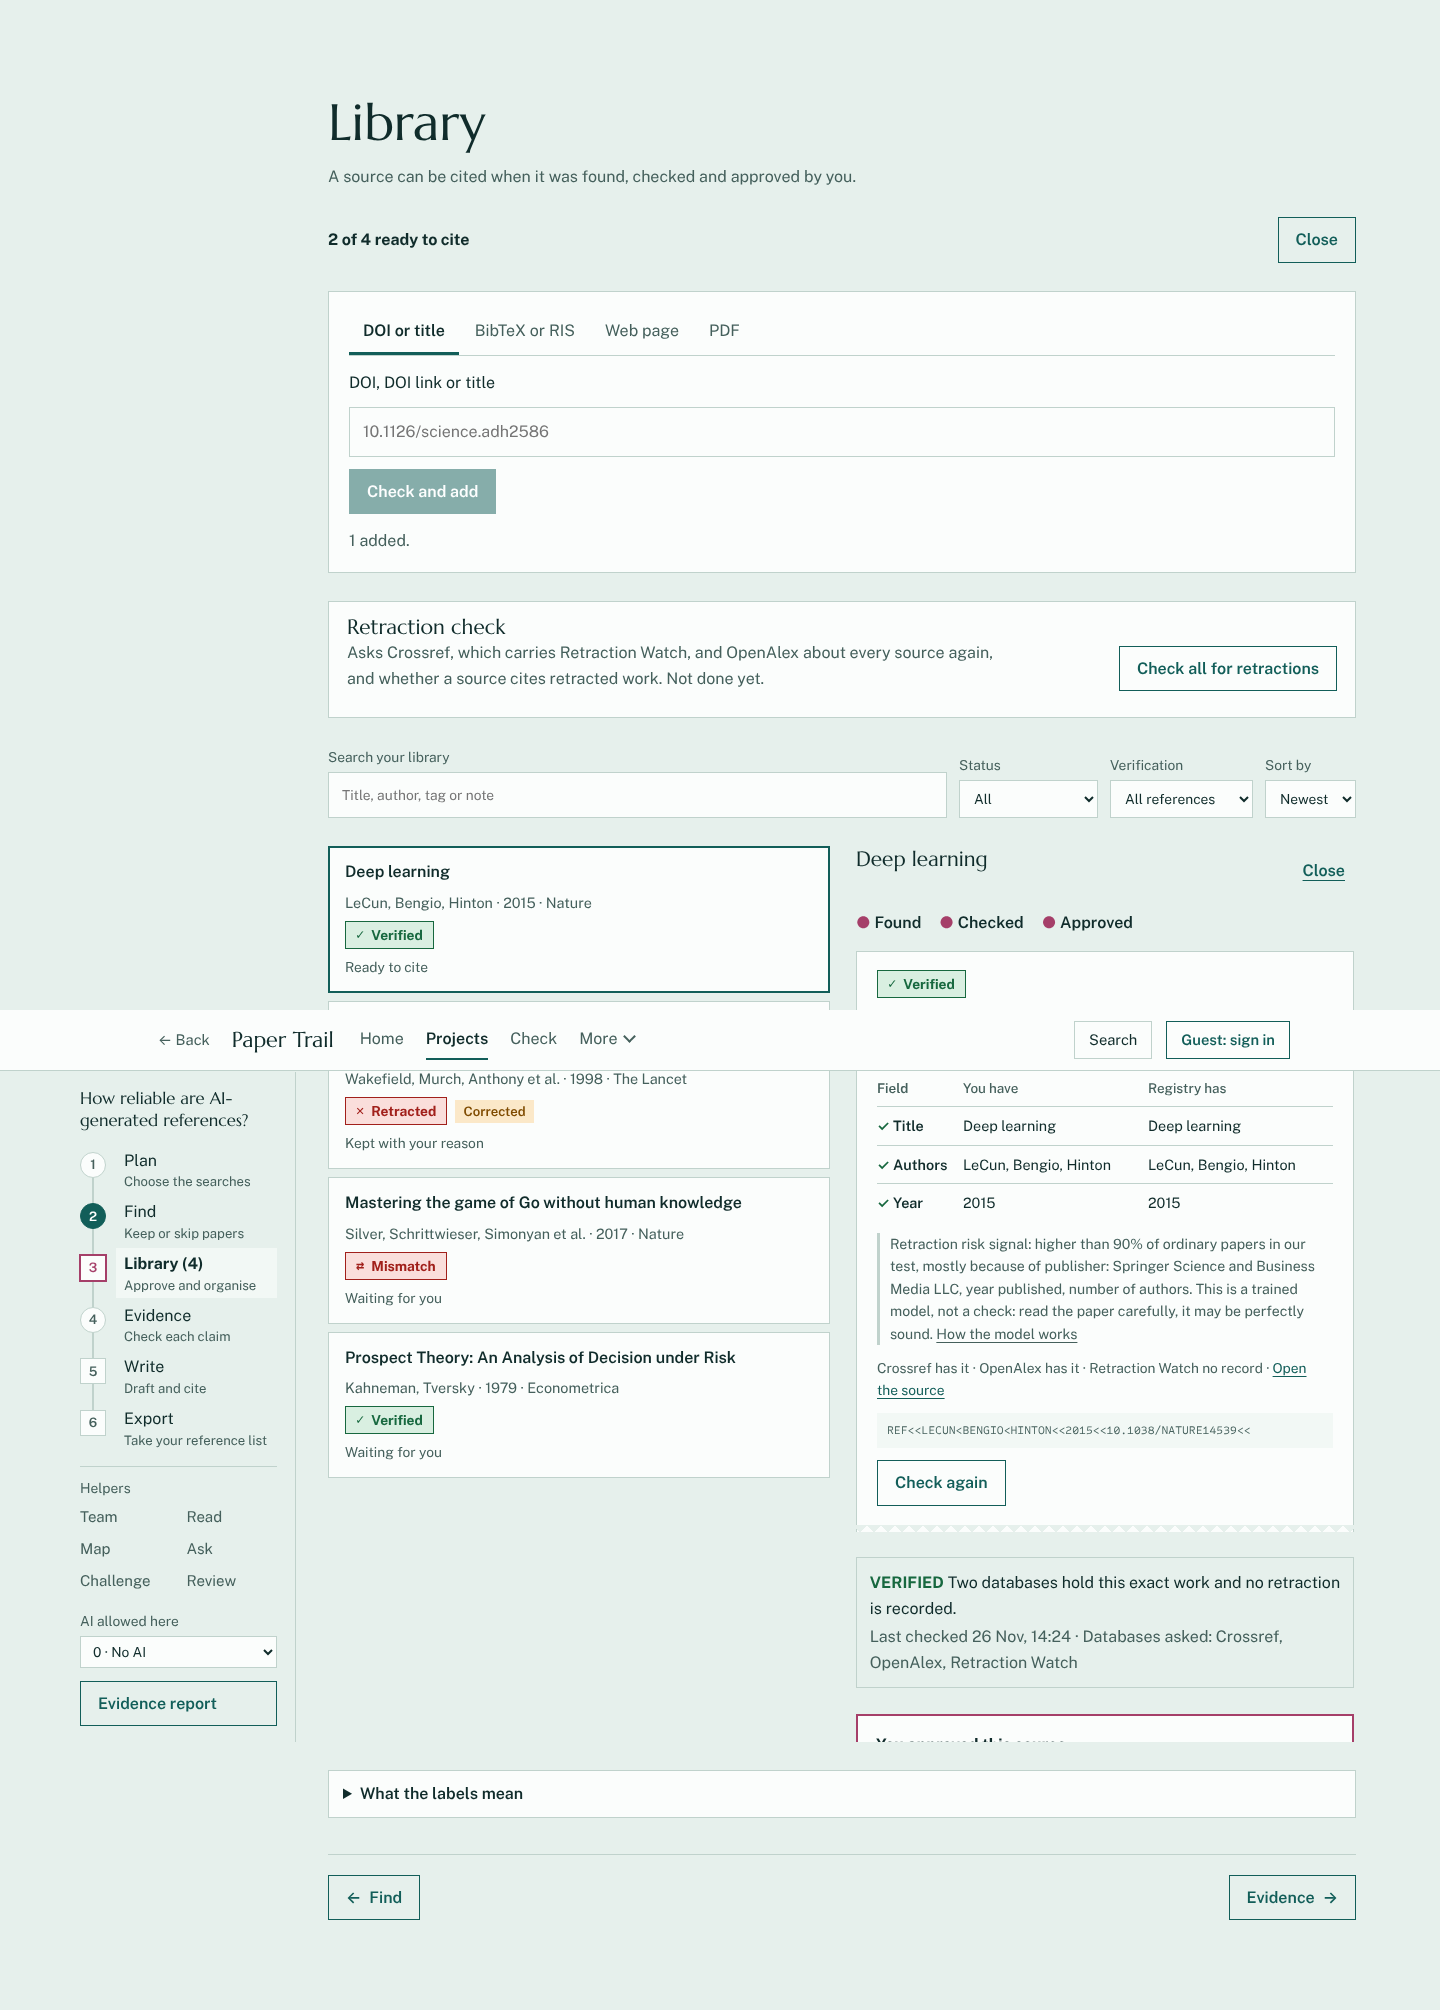 Library
A source can be cited when it was found, checked and approved by you.
2 of 4 ready to cite
Close
DOI or title
BibTeX or RIS
Web page
PDF
DOI, DOI link or title
10.1126/science.adh2586
Check and add
1 added.
Retraction check
Asks Crossref, which carries Retraction Watch, and OpenAlex about every source again,
and whether a source cites retracted work. Not done yet.
Check all for retractions
Search your library
Title, author, tag or note
Status
All
Verification
All references
Sort by
Newest
Deep learning
LeCun, Bengio, Hinton · 2015 · Nature
✓ Verified
Ready to cite
Deep learning
Close
Found
Checked
Approved
✓ Verified
← Back
Paper Trail
Home
Projects
Check
More
Search
Guest: sign in
How reliable are AI-
generated references?
1
Plan
Choose the searches
2
Find
Keep or skip papers
3
Library (4)
Approve and organise
4
Evidence
Check each claim
5
Write
Draft and cite
6
Export
Take your reference list
Helpers
Team
Read
Map
Ask
Challenge
Review
AI allowed here
0 · No AI
Evidence report
Wakefield, Murch, Anthony et al. · 1998 · The Lancet
✕ Retracted
Corrected
Kept with your reason
Mastering the game of Go without human knowledge
Silver, Schrittwieser, Simonyan et al. · 2017 · Nature
⇄ Mismatch
Waiting for you
Prospect Theory: An Analysis of Decision under Risk
Kahneman, Tversky · 1979 · Econometrica
✓ Verified
Waiting for you
Field You have Registry has
✓ Title Deep learning Deep learning
✓ Authors LeCun, Bengio, Hinton LeCun, Bengio, Hinton
✓ Year 2015 2015
Retraction risk signal: higher than 90% of ordinary papers in our
test, mostly because of publisher: Springer Science and Business
Media LLC, year published, number of authors. This is a trained
model, not a check: read the paper carefully, it may be perfectly
sound. How the model works
Crossref has it · OpenAlex has it · Retraction Watch no record · Open
the source
REF<<LECUN<BENGIO<HINTON<<2015<<10.1038/NATURE14539<<
Check again
VERIFIED Two databases hold this exact work and no retraction
is recorded.
Last checked 26 Nov, 14:24 · Databases asked: Crossref,
OpenAlex, Retraction Watch
What the labels mean
← Find
Evidence →